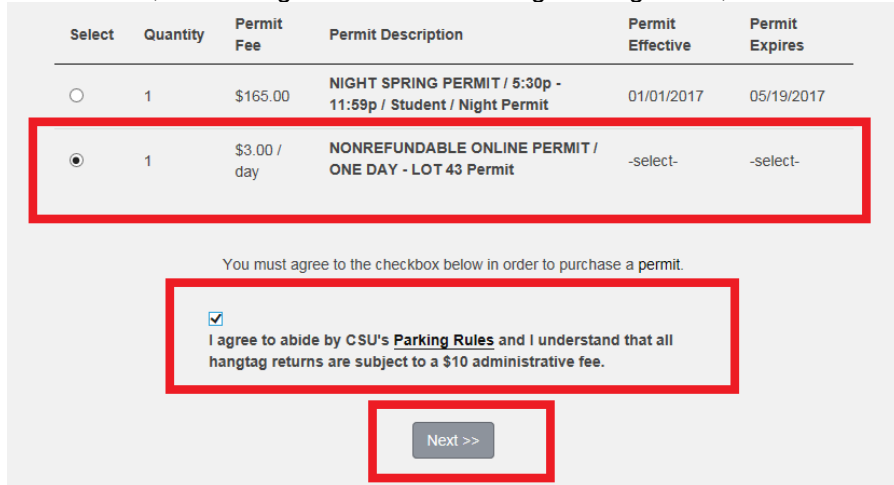 Select Quantity Permit Fee Permit Description Permit Effective Permit Expires
1 $165.00 NIGHT SPRING PERMIT / 5:30p -
11:59p / Student / Night Permit 01/01/2017 05/19/2017
1 $3.00 / day NONREFUNDABLE ONLINE PERMIT /
ONE DAY - LOT 43 Permit -select- -select-
You must agree to the checkbox below in order to purchase a permit.
I agree to abide by CSU's Parking Rules and I understand that all
hangtag returns are subject to a $10 administrative fee.
Next >>